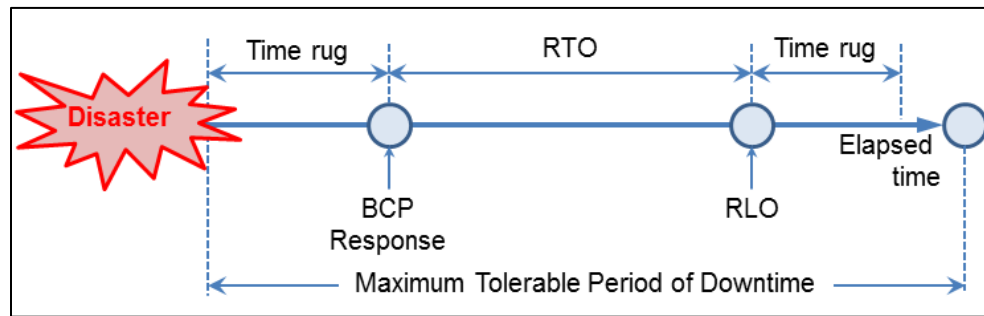 Time rug
RTO
Time rug
Disaster
Elapsed
time
BCP
Response
RLO
Maximum Tolerable Period of Downtime